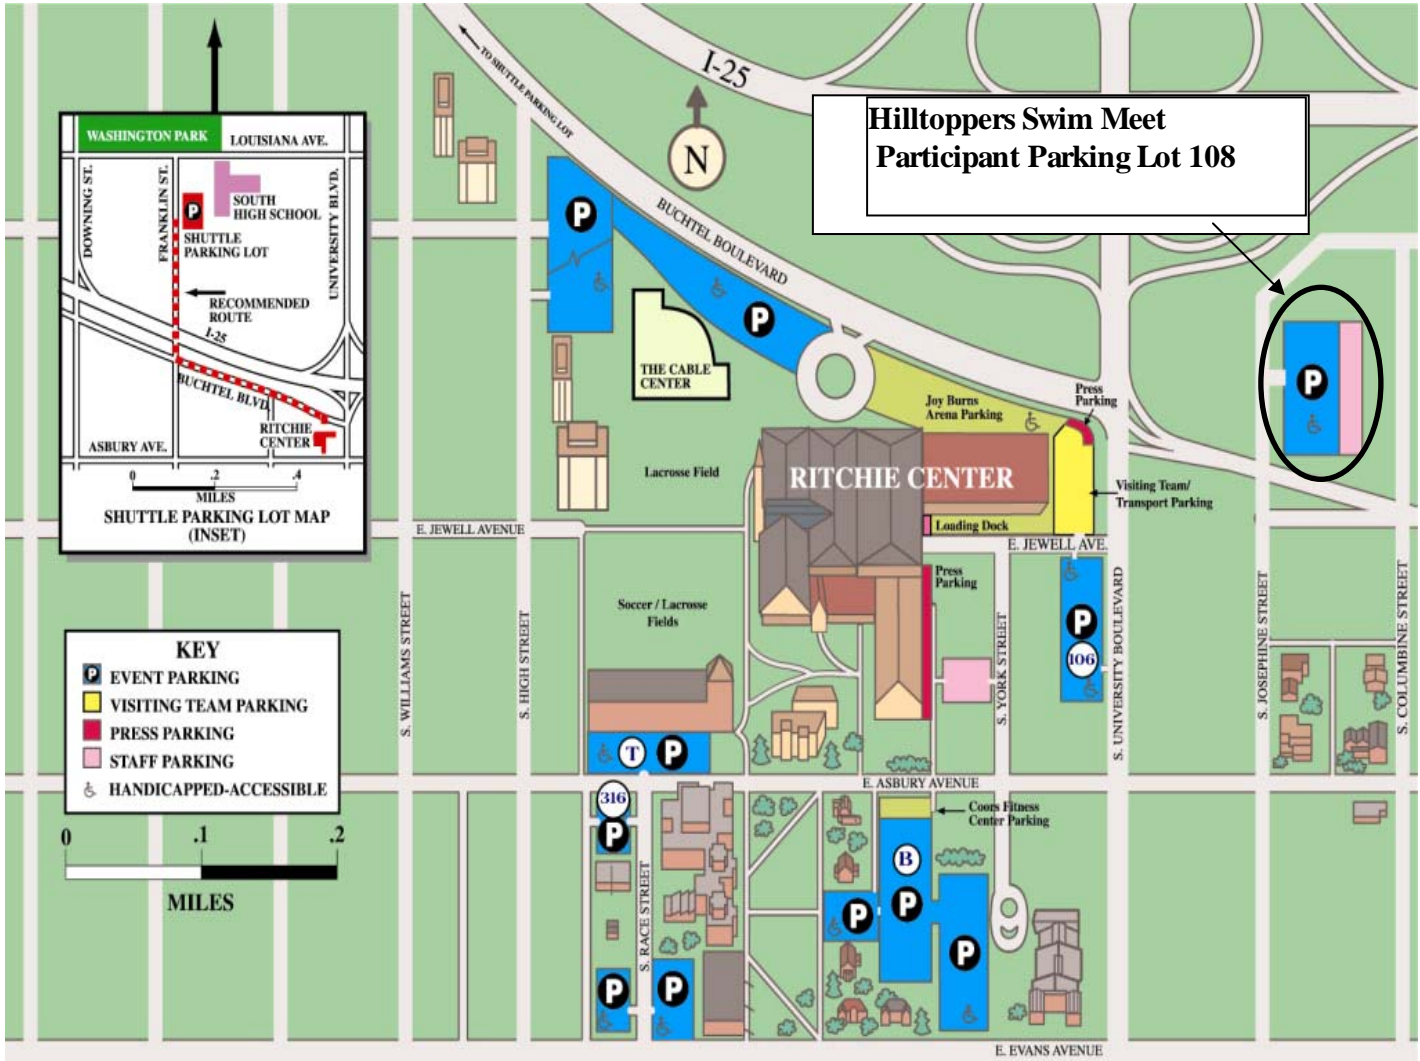 I-25
TO SHUTTLE PARKING LOT
N
BUCHTEL BOULEVARD
Hilltoppers Swim Meet
Participant Parking Lot 108
WASHINGTON PARK
LOUISIANA AVE.
DOWNING ST.
FRANKLIN ST.
UNIVERSITY BLVD.
SOUTH
HIGH SCHOOL
P
SHUTTLE
PARKING LOT
RECOMMENDED
ROUTE
I-25
BUCHTEL BLVD
RITCHIE
CENTER
ASBURY AVE.
0 .2 .4
MILES
SHUTTLE PARKING LOT MAP
(INSET)
P
P
THE CABLE
CENTER
P
Joy Burns
Arena Parking
Press
Parking
Lacrosse Field
RITCHIE CENTER
Visiting Team/
Transport Parking
Loading Dock
E. JEWELL AVENUE
E. JEWELL AVE.
Press
Parking
Soccer / Lacrosse
Fields
P
106
S. WILLIAMS STREET
S. HIGH STREET
S. YORK STREET
S. UNIVERSITY BOULEVARD
S. JOSEPHINE STREET
S. COLUMBINE STREET
KEY
P EVENT PARKING
VISITING TEAM PARKING
PRESS PARKING
STAFF PARKING
HANDICAPPED-ACCESSIBLE
0 .1 .2
MILES
T P
E. ASBURY AVENUE
316
P
Coors Fitness
Center Parking
B
P
P
P
S. RACE STREET
P
P
E. EVANS AVENUE